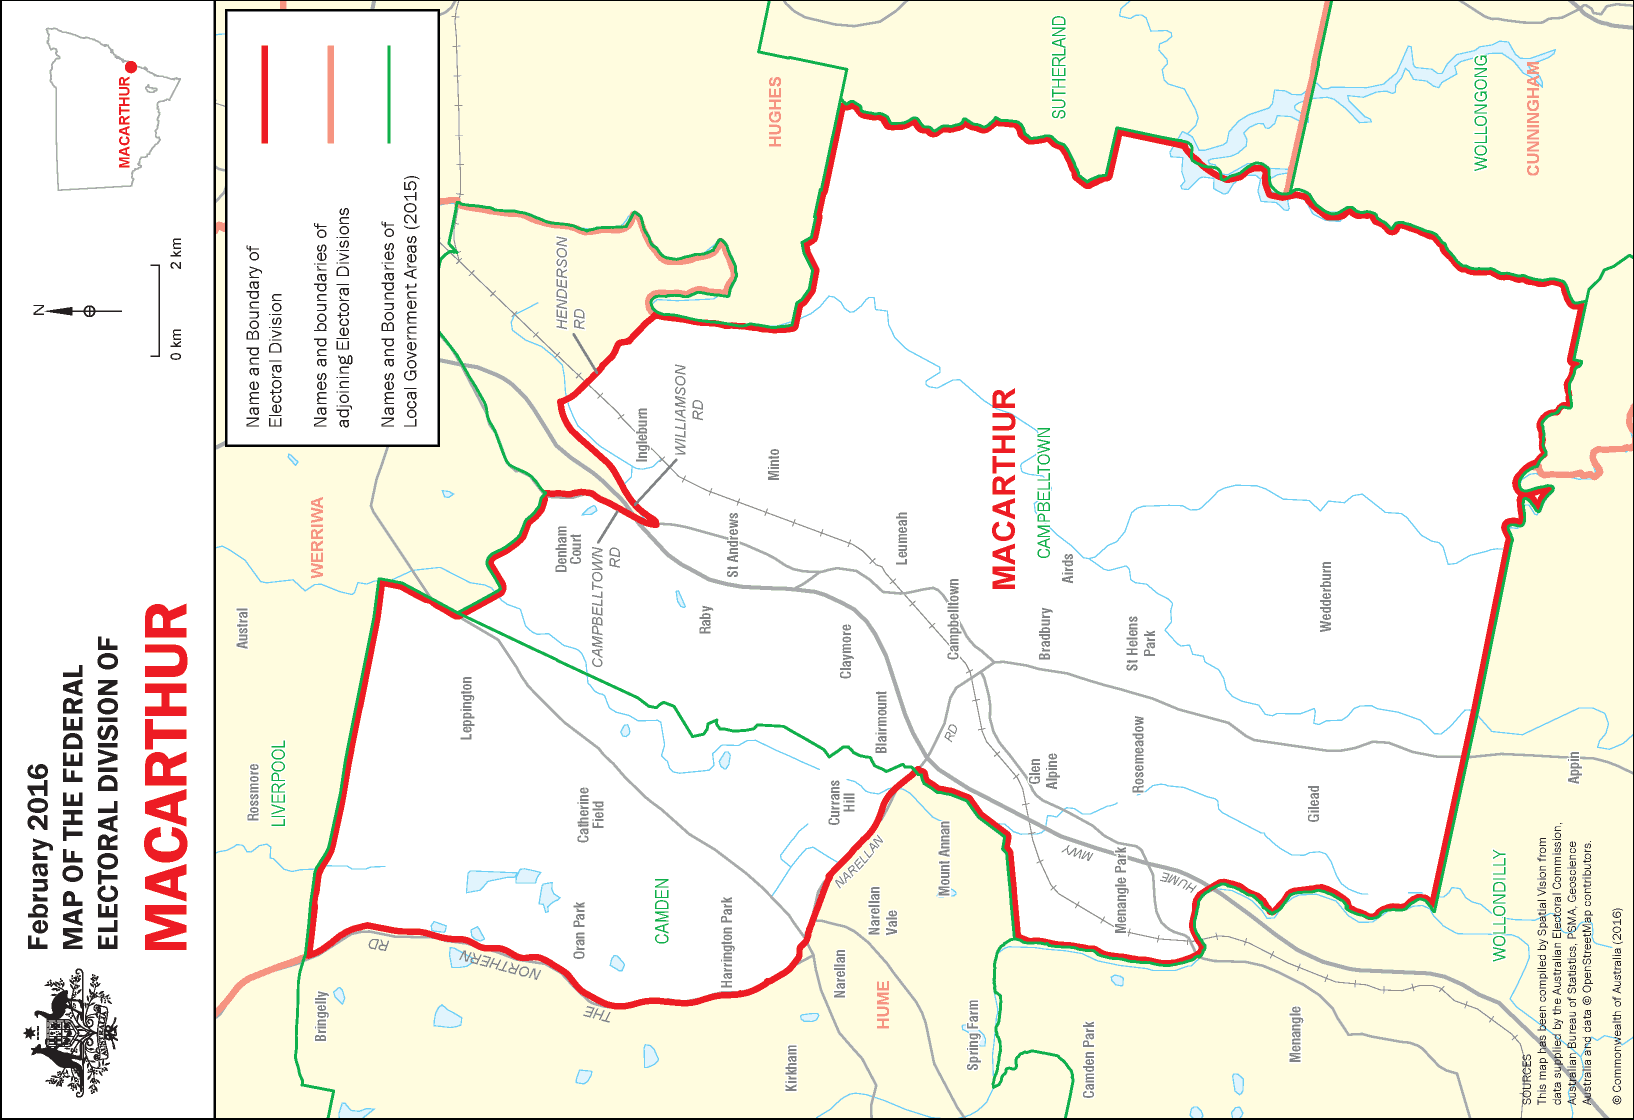 February 2016
MAP OF THE FEDERAL
ELECTORAL DIVISION OF
MACARTHUR
N
0 km
2 km
MACARTHUR
Name and Boundary of
Electoral Division
Names and boundaries of
adjoining Electoral Divisions
Names and Boundaries of
Local Government Areas (2015)
Austral
WERRIWA
Rossmore
LIVERPOOL
Bringelly
Leppington
THE
NORTHERN
RD
Denham
Court
CAMPBELLTOWN
RD
HENDERSON
RD
WILLIAMSON
RD
Ingleburn
Catherine
Field
Oran Park
CAMDEN
Raby
St Andrews
Minto
HUGHES
Harrington Park
Kirkham
Currans
Hill
Claymore
Blairmount
Leumeah
NARELLAN
RD
Narellan
Vale
Narellan
HUME
Mount Annan
Spring Farm
Campbelltown
MACARTHUR
CAMPBELLTOWN
SUTHERLAND
Airds
Bradbury
Glen
Alpine
MWY
HUME
Menangle Park
Camden Park
St Helens
Park
Rosemeadow
Wedderburn
Gilead
Menangle
WOLLONGONG
CUNNINGHAM
WOLLONDILLY
Appin
SOURCES
This map has been compiled by Spatial Vision from
data supplied by the Australian Electoral Commission,
Australian Bureau of Statistics, PSMA, Geoscience
Australia and data © OpenStreetMap contributors.
© Commonwealth of Australia (2016)